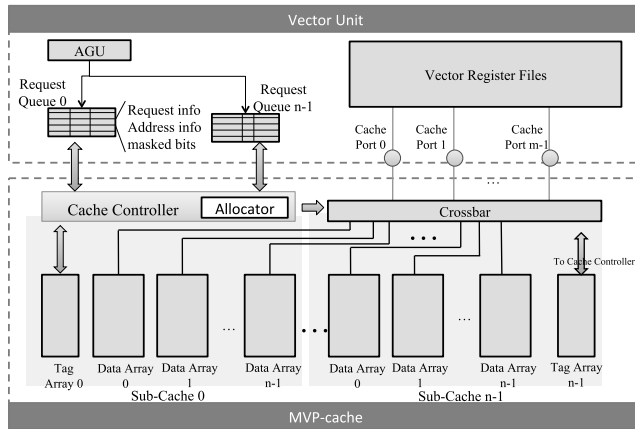 Vector Unit
AGU
Request
Queue 0
Request info
Address info
masked bits
Request
Queue n-1
Vector Register Files
Cache
Port 0
Cache
Port 1
Cache
Port m-1
...
Cache Controller
Allocator
Crossbar
...
To Cache Controller
...
...
...
Tag
Array 0
Data Array
0
Data Array
1
Data Array
n-1
Data Array
0
Data Array
1
Data Array
n-1
Tag Array
n-1
Sub-Cache 0
Sub-Cache n-1
MVP-cache